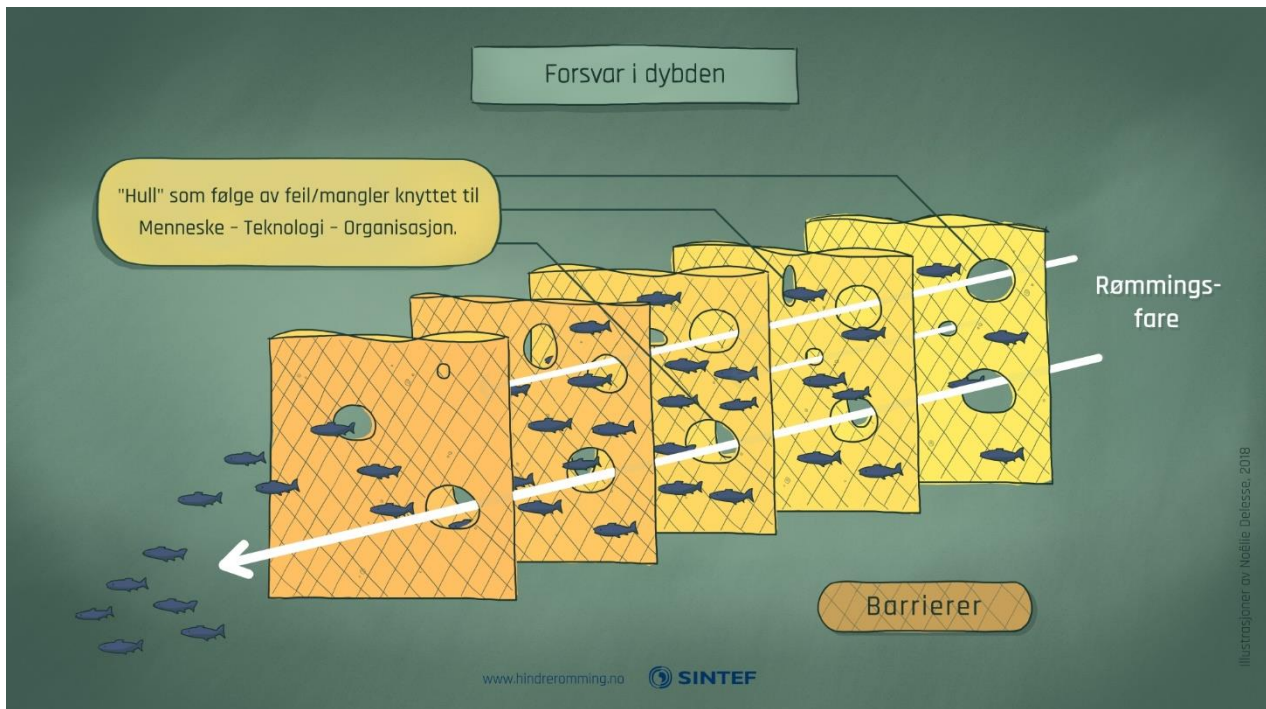 Forsvar i dybden
"Hull" som følge av feil/mangler knyttet til
Menneske – Teknologi – Organisasjon.
Rømmings-
fare
Barrierer
Illustrasjoner av Noëlie Delesse, 2018
www.hindreromming.no
SINTEF